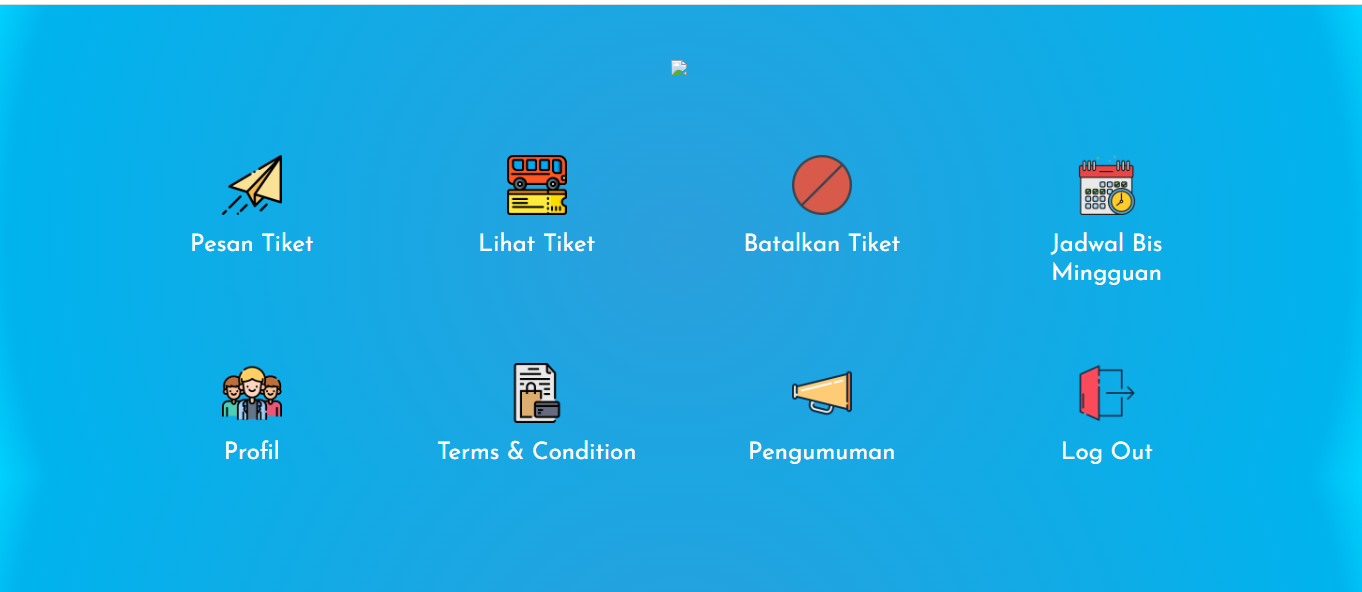 Pesan Tiket
Lihat Tiket
Batalkan Tiket
Jadwal Bis
Mingguan
Profil
Terms & Condition
Pengumuman
Log Out